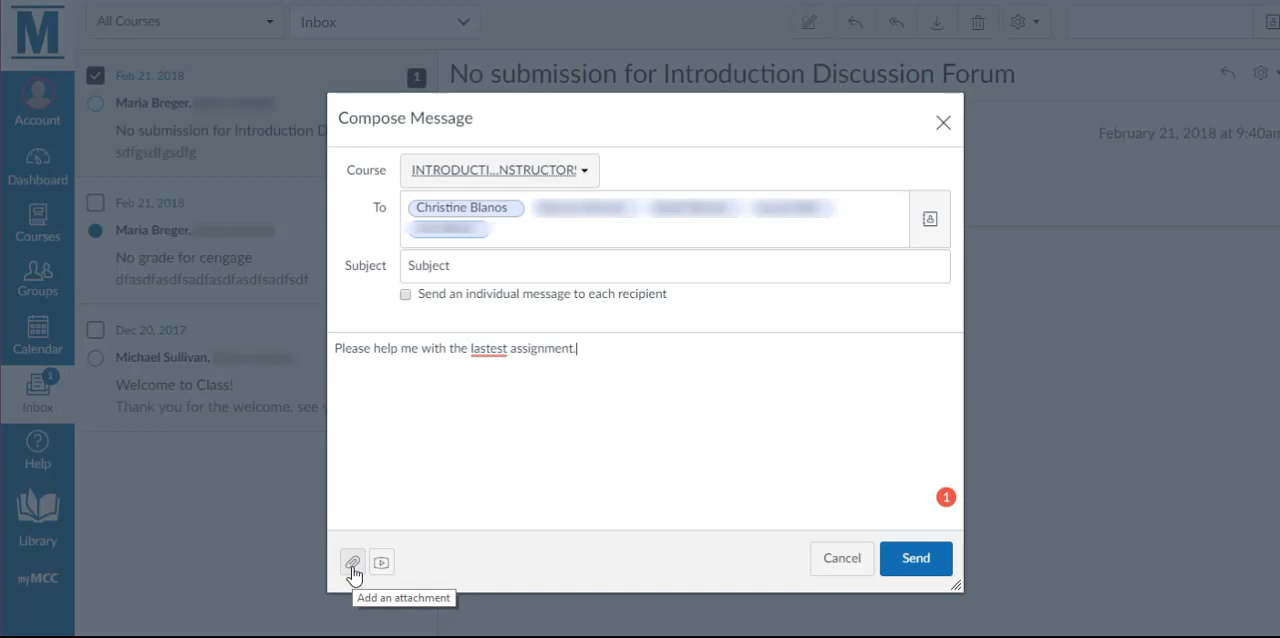 M
All Courses
Inbox
Account
Dashboard
Courses
Groups
Calendar
1
Inbox
Help
Library
myMCC
Feb 21, 2018
1
Maria Breger,
No submission for Introduction D
sdfgsdfgsdfg
Feb 21, 2018
Maria Breger,
No grade for cengage
dfasdfasdfsadfasdfasdfsadfsdf
Dec 20, 2017
Michael Sullivan,
Welcome to Class!
Thank you for the welcome. see
No submission for Introduction Discussion Forum
February 21, 2018 at 9:40am
Compose Message
Course INTRODUCTI...NSTRUCTORS
To Christine Blanos
Subject Subject
Send an individual message to each recipient
Please help me with the lastest assignment.
1
Cancel Send
Add an attachment